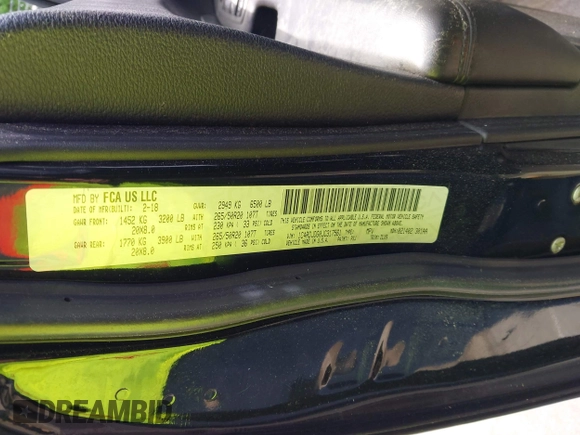 MFD BY FCA US LLC GVWR: 2949 KG 6500 LB
DATE OF MFR(BUILT): 2-18
GAWR FRONT: 1452 KG 3200 LB WITH 265/50R20 107T TIRES
20X8.0 RIMS AT 230 KPA / 33 PSI COLD
GAWR REAR: 1770 KG 3900 LB WITH 265/50R20 107T TIRES
20X8.0 RIMS AT 250 KPA / 36 PSI COLD
THIS VEHICLE CONFORMS TO ALL APPLICABLE U.S.A. FEDERAL MOTOR VEHICLE SAFETY
STANDARDS IN EFFECT ON THE DATE OF MANUFACTURE SHOWN ABOVE.
VIN: TYPE: MPV
MADE IN U.S.A.
DREAMBID